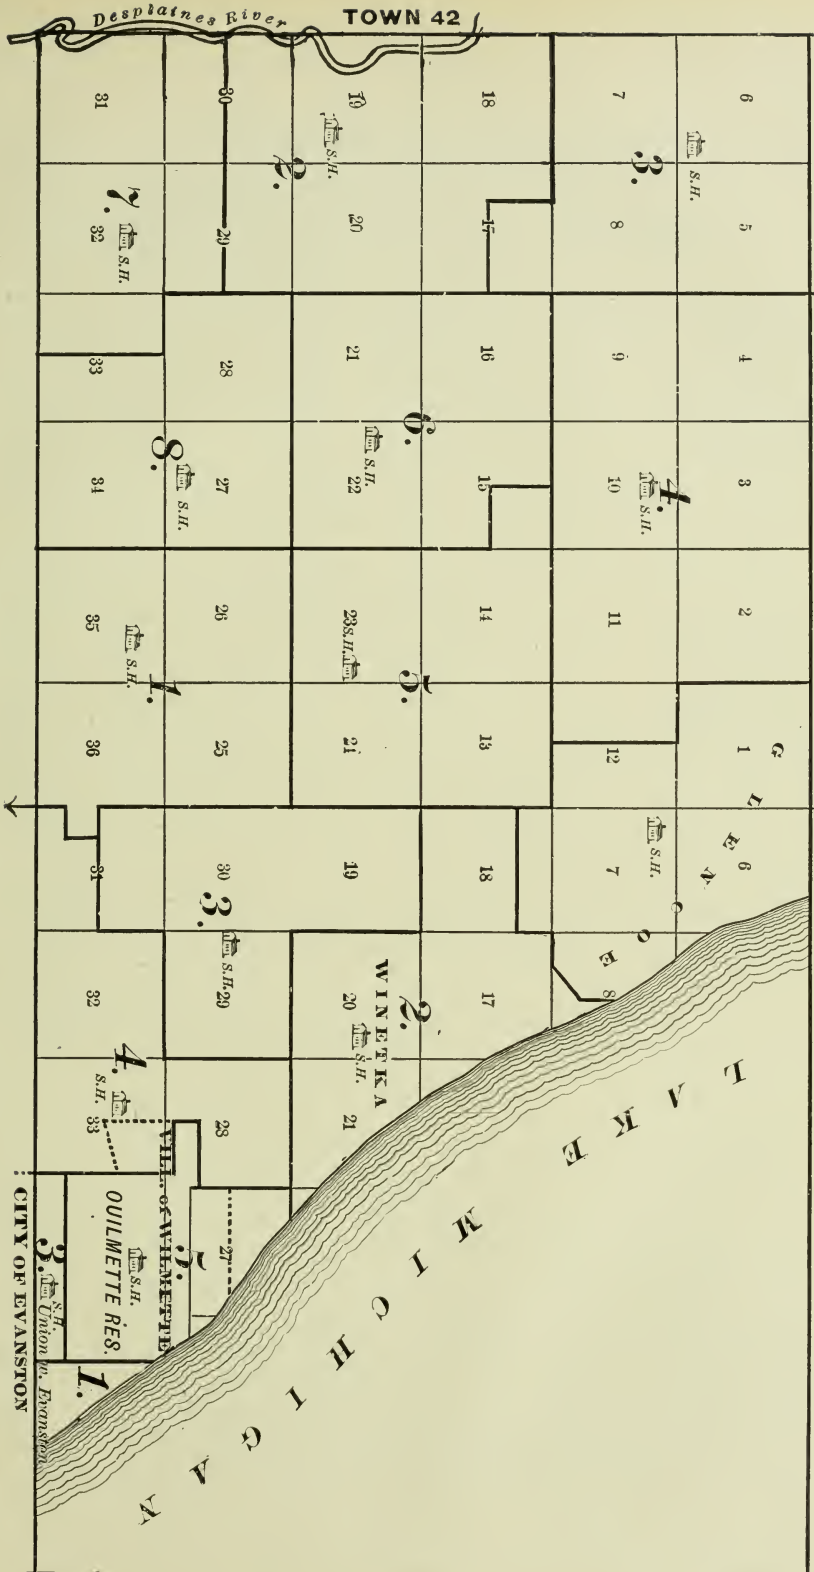 Desplaines River
TOWN 42
6
5
4
3
2
1
6
GLENCOE
S.H.
3.
4.
7
8
9
10
S.H.
11
12
7
S.H.
8
18
17
16
15
14
13
18
17
2.
6.
5.
2.
WINETKA
19
S.H.
20
21
22
S.H.
23 S.H.
24
19
20
S.H.
21
LAKE MICHIGAN
30
29
28
27
26
25
30
3.
S.H.
29
28
27
7.
8.
S.H.
1.
4.
5.
VILL. of WILMETTE
31
32
S.H.
33
34
35
S.H.
36
31
32
33
S.H.
OUILMETTE RES.
S.H.
1.
3.
S.H.
Union w. Evanston
CITY OF EVANSTON